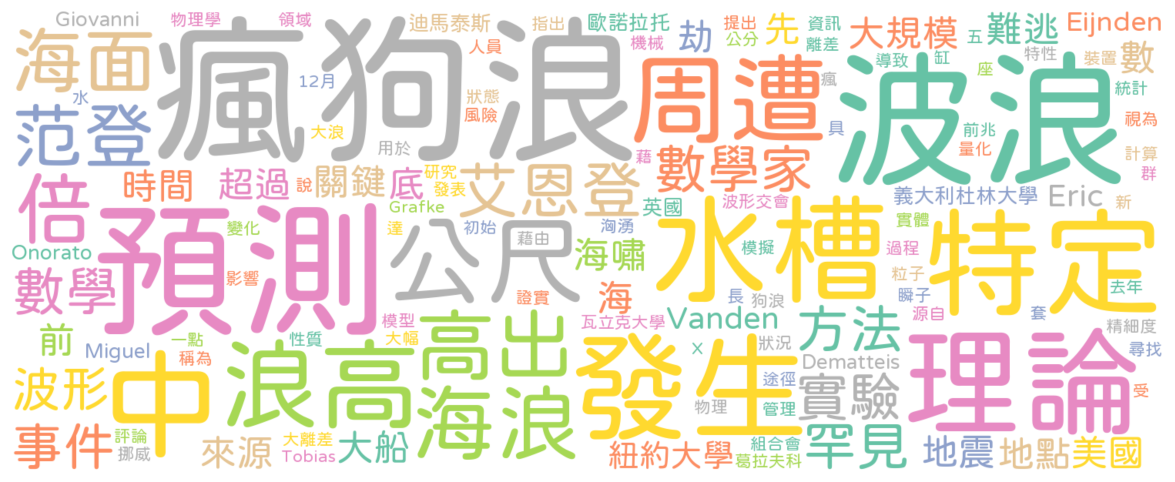 Giovanni 物理學 領域 迪馬泰斯 指出 歐諾拉托 提出 資訊 五 難逃 Eijnden
海面 瘋狗浪 人員 機械 劫 公分 先 離差 大規模 導致 缸 座 特性 裝置 數
12月 狀態 風險 周遭 瘋 波浪 統計
水 大浪 用於 具 前兆 量化 視為
范登 藉 計算 群
倍 時間 超過 說 關鍵 底 研究 發表 艾恩登 數學家 英國 波形交會 義大利杜林大學 Eric 新
Onorato 變化 預測 Grafke 達 公尺 初始 藉由 洶湧 水槽 模擬 實體 過程 特定
數學 影響 海嘯 粒子 瞬子 去年
證實 海 長 狗浪 源自 套
前 一點 性質 模型 瓦立克大學 Vanden 方法 精細度
Miguel 稱為 大幅 高出 x 狀況 尋找
波形 中 浪高 海浪 發生 Dematteis 理論
途徑 實驗 受
物理 管理
事件 評論 挪威 來源 大離差 Tobias 大船 紐約大學 組合會 葛拉夫科 罕見 地震 地點 美國